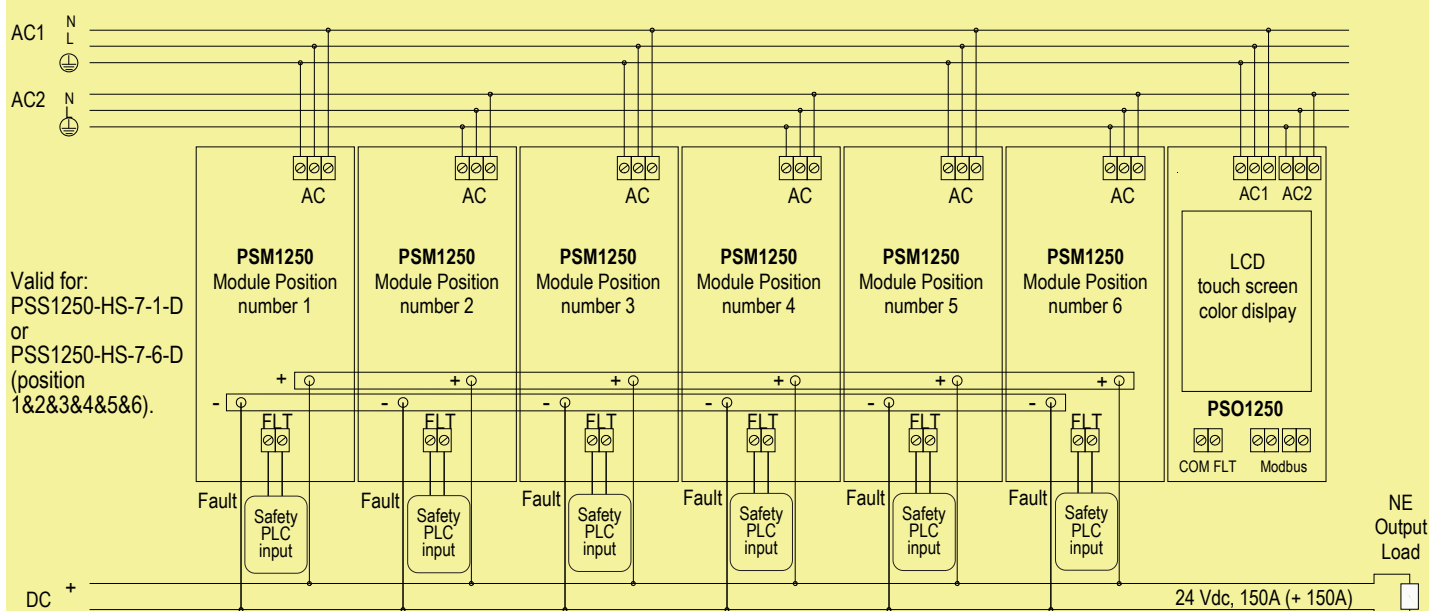 AC1 N
L
AC2 N
L
AC AC AC AC AC AC AC1 AC2
Valid for:
PSS1250-HS-7-1-D
or
PSS1250-HS-7-6-D
(position
1&2&3&4&5&6).
PSM1250
Module Position
number 1
PSM1250
Module Position
number 2
PSM1250
Module Position
number 3
PSM1250
Module Position
number 4
PSM1250
Module Position
number 5
PSM1250
Module Position
number 6
LCD
touch screen
color dislpay
+ + + + + +
- - - - - -
PSO1250
FLT FLT FLT FLT FLT FLT
COM FLT Modbus
Fault
Safety
PLC
input
Fault
Safety
PLC
input
Fault
Safety
PLC
input
Fault
Safety
PLC
input
Fault
Safety
PLC
input
Fault
Safety
PLC
input
NE
Output
Load
DC +
24 Vdc, 150A (+ 150A)